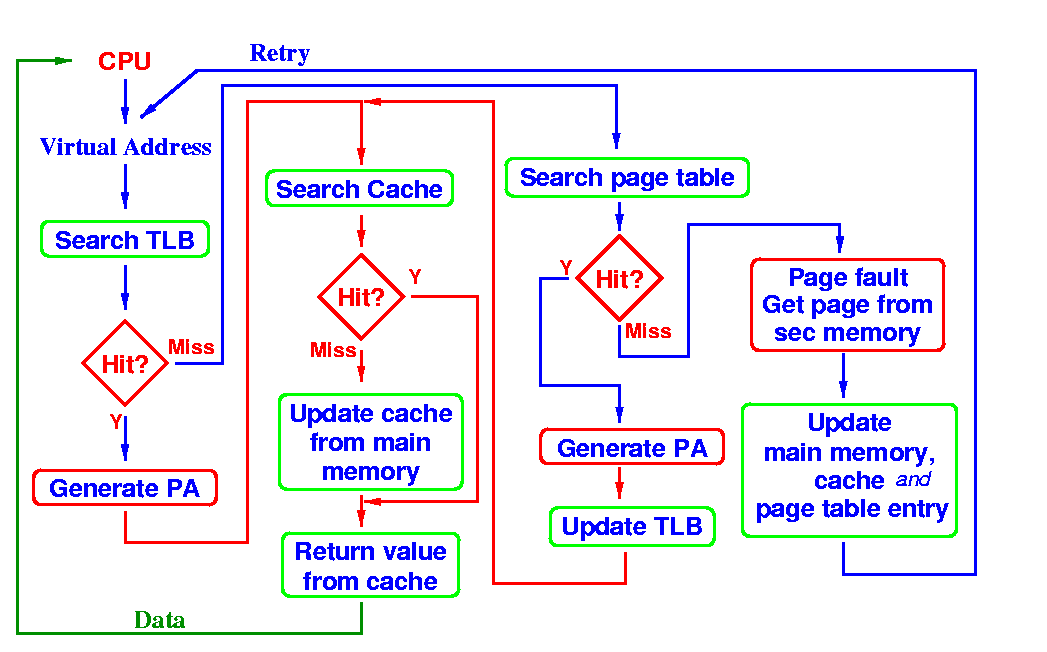 CPU
Retry
Virtual Address
Search TLB
Hit?
Miss
Y
Generate PA
Search Cache
Hit?
Y
Miss
Update cache
from main
memory
Return value
from cache
Data
Search page table
Hit?
Y
Miss
Generate PA
Update TLB
Page fault
Get page from
sec memory
Update
main memory,
cache and
page table entry